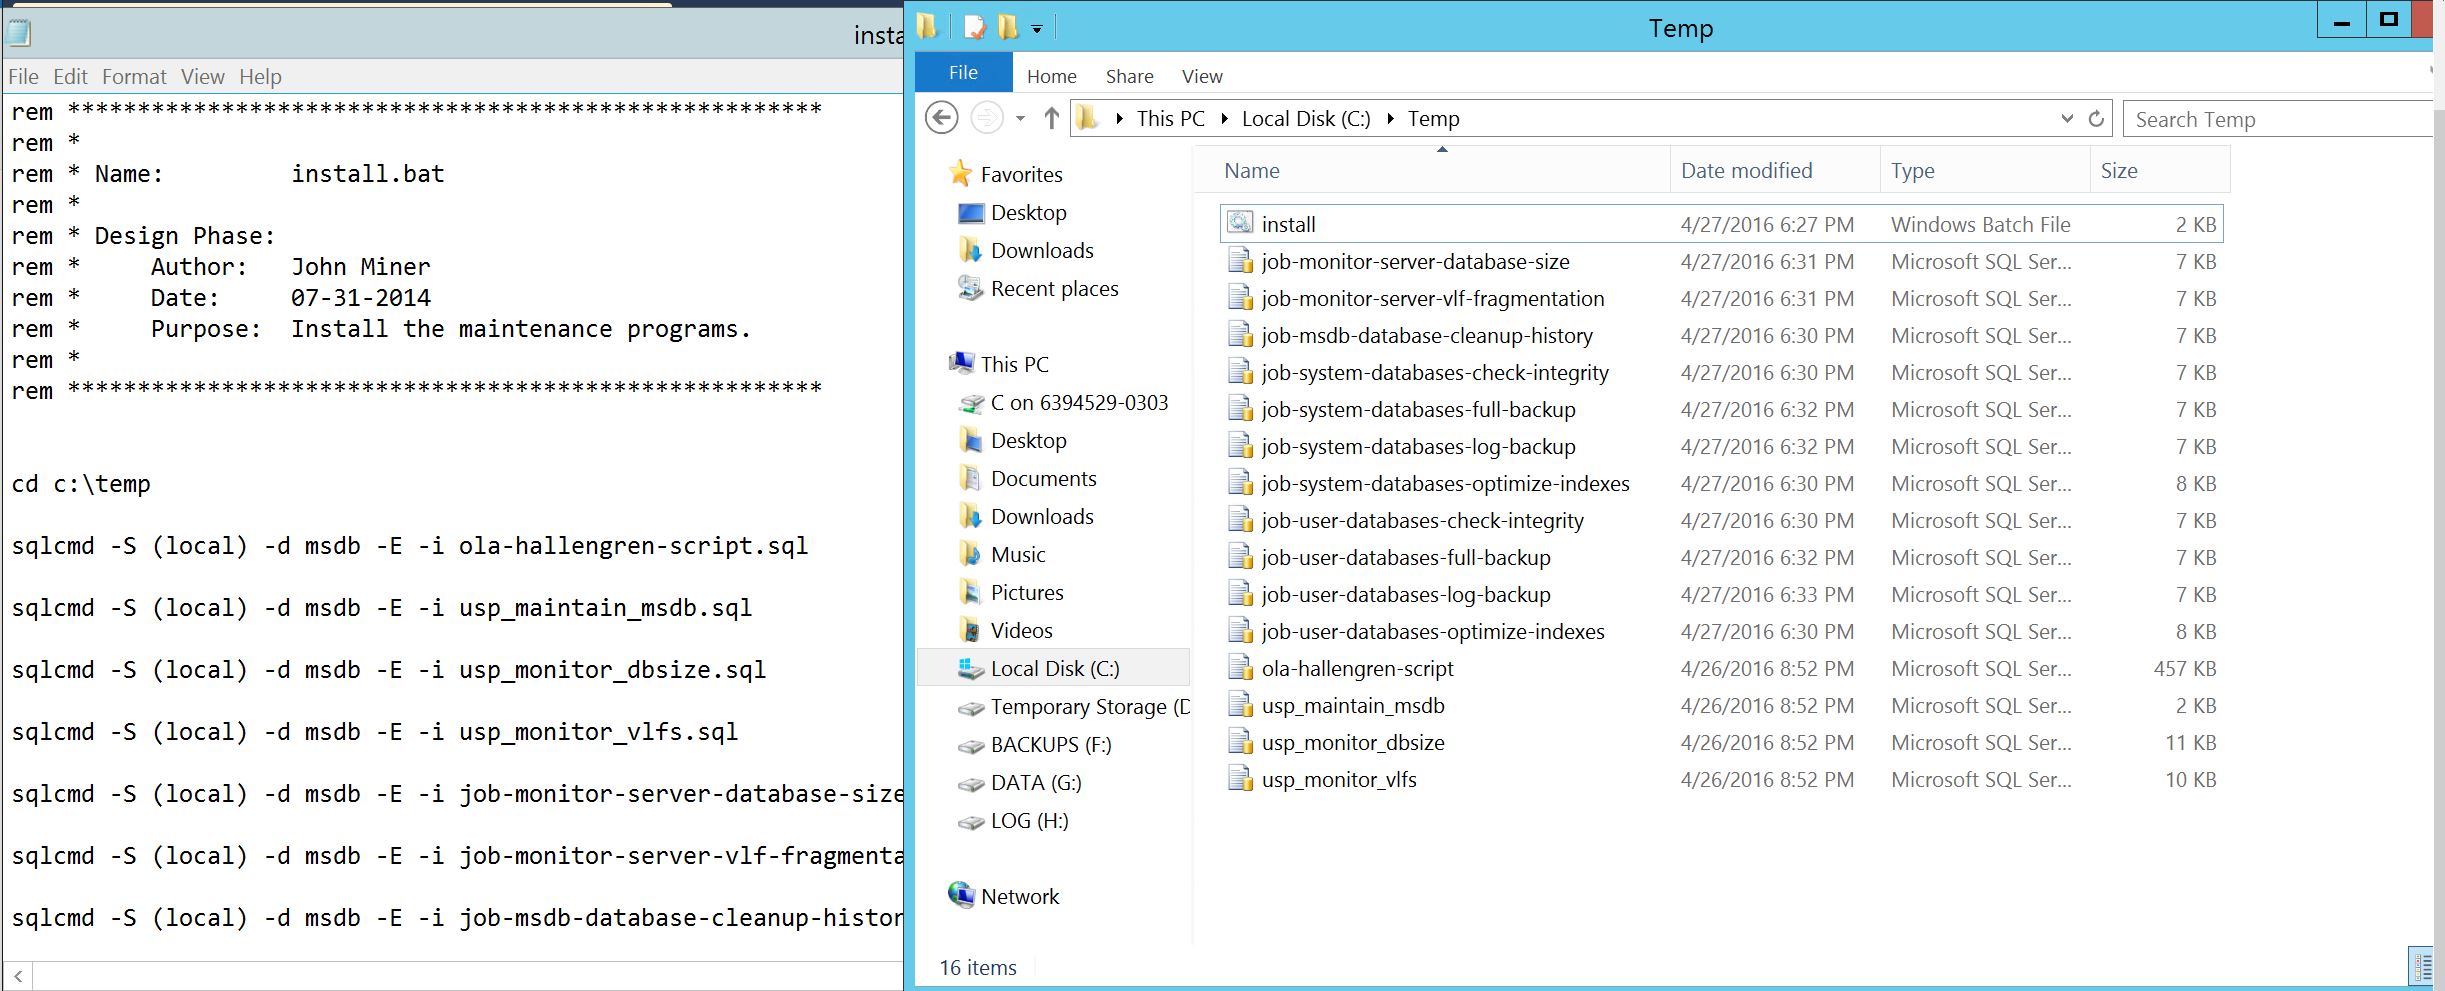 insta
File Edit Format View Help
rem ******************************************************
rem *
rem * Name:         install.bat
rem *
rem * Design Phase:
rem *     Author:   John Miner
rem *     Date:     07-31-2014
rem *     Purpose:  Install the maintenance programs.
rem *
rem ******************************************************
cd c:\temp
sqlcmd -S (local) -d msdb -E -i ola-hallengren-script.sql
sqlcmd -S (local) -d msdb -E -i usp_maintain_msdb.sql
sqlcmd -S (local) -d msdb -E -i usp_monitor_dbsize.sql
sqlcmd -S (local) -d msdb -E -i usp_monitor_vlfs.sql
sqlcmd -S (local) -d msdb -E -i job-monitor-server-database-size
sqlcmd -S (local) -d msdb -E -i job-monitor-server-vlf-fragmenta
sqlcmd -S (local) -d msdb -E -i job-msdb-database-cleanup-histor
Temp
File Home Share View
This PC Local Disk (C:) Temp
Search Temp
Favorites
Desktop
Downloads
Recent places
This PC
C on 6394529-0303
Desktop
Documents
Downloads
Music
Pictures
Videos
Local Disk (C:)
Temporary Storage (D
BACKUPS (F:)
DATA (G:)
LOG (H:)
Network
Name Date modified Type Size
install 4/27/2016 6:27 PM Windows Batch File 2 KB
job-monitor-server-database-size 4/27/2016 6:31 PM Microsoft SQL Ser... 7 KB
job-monitor-server-vlf-fragmentation 4/27/2016 6:31 PM Microsoft SQL Ser... 7 KB
job-msdb-database-cleanup-history 4/27/2016 6:30 PM Microsoft SQL Ser... 7 KB
job-system-databases-check-integrity 4/27/2016 6:30 PM Microsoft SQL Ser... 7 KB
job-system-databases-full-backup 4/27/2016 6:32 PM Microsoft SQL Ser... 7 KB
job-system-databases-log-backup 4/27/2016 6:32 PM Microsoft SQL Ser... 7 KB
job-system-databases-optimize-indexes 4/27/2016 6:30 PM Microsoft SQL Ser... 8 KB
job-user-databases-check-integrity 4/27/2016 6:30 PM Microsoft SQL Ser... 7 KB
job-user-databases-full-backup 4/27/2016 6:32 PM Microsoft SQL Ser... 7 KB
job-user-databases-log-backup 4/27/2016 6:33 PM Microsoft SQL Ser... 7 KB
job-user-databases-optimize-indexes 4/27/2016 6:30 PM Microsoft SQL Ser... 8 KB
ola-hallengren-script 4/26/2016 8:52 PM Microsoft SQL Ser... 457 KB
usp_maintain_msdb 4/26/2016 8:52 PM Microsoft SQL Ser... 2 KB
usp_monitor_dbsize 4/26/2016 8:52 PM Microsoft SQL Ser... 11 KB
usp_monitor_vlfs 4/26/2016 8:52 PM Microsoft SQL Ser... 10 KB
16 items